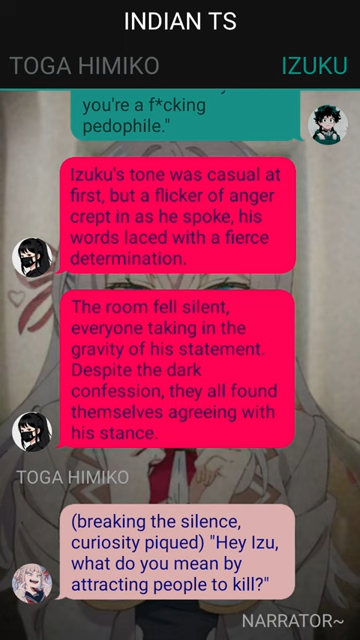 INDIAN TS
TOGA HIMIKO
IZUKU
you're a f*cking
pedophile."
Izuku's tone was casual at
first, but a flicker of anger
crept in as he spoke, his
words laced with a fierce
determination.
The room fell silent,
everyone taking in the
gravity of his statement.
Despite the dark
confession, they all found
themselves agreeing with
his stance.
TOGA HIMIKO
(breaking the silence,
curiosity piqued) "Hey Izu,
what do you mean by
attracting people to kill?"
NARRATOR~